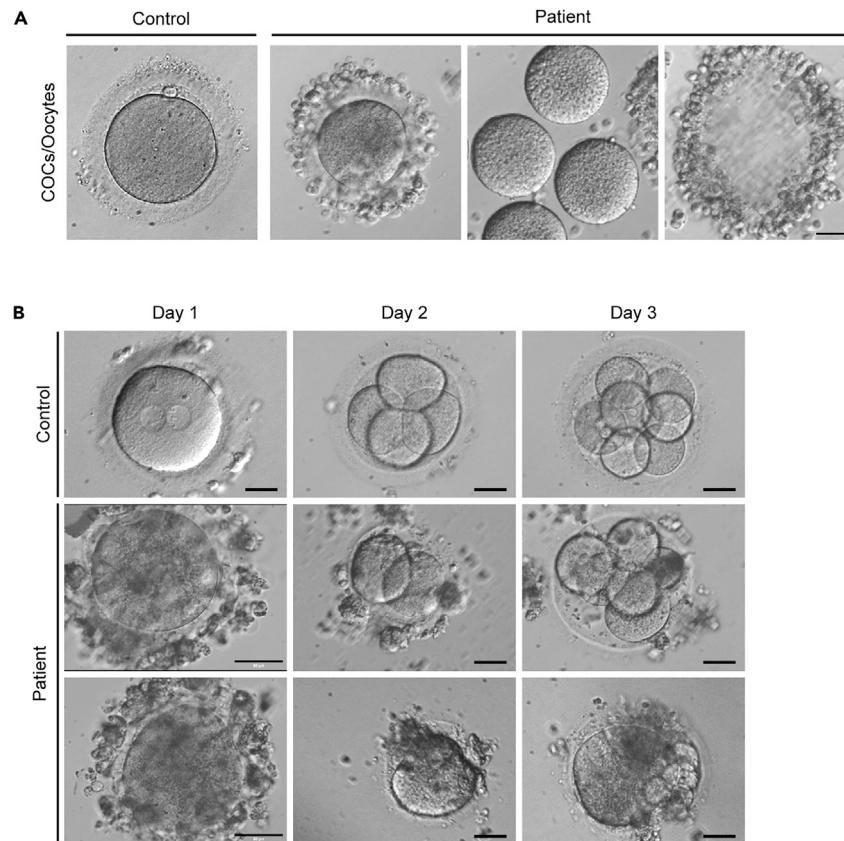 A
Control
Patient
COCs/Oocytes
B
Day 1
Day 2
Day 3
Control
Patient